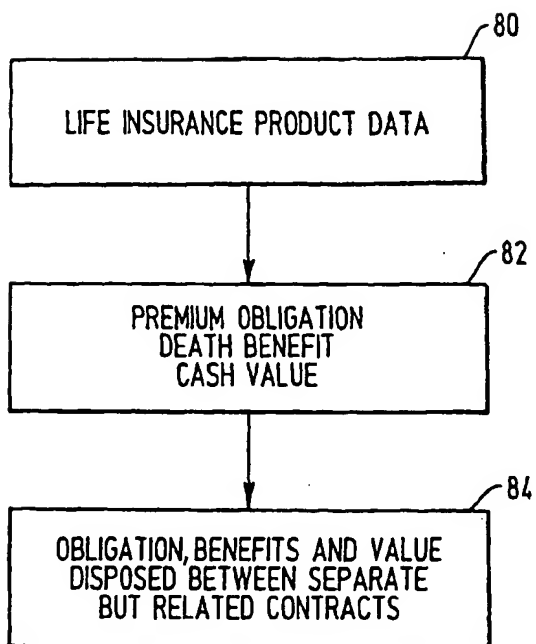 80
LIFE INSURANCE PRODUCT DATA
82
PREMIUM OBLIGATION
DEATH BENEFIT
CASH VALUE
84
OBLIGATION, BENEFITS AND VALUE
DISPOSED BETWEEN SEPARATE
BUT RELATED CONTRACTS